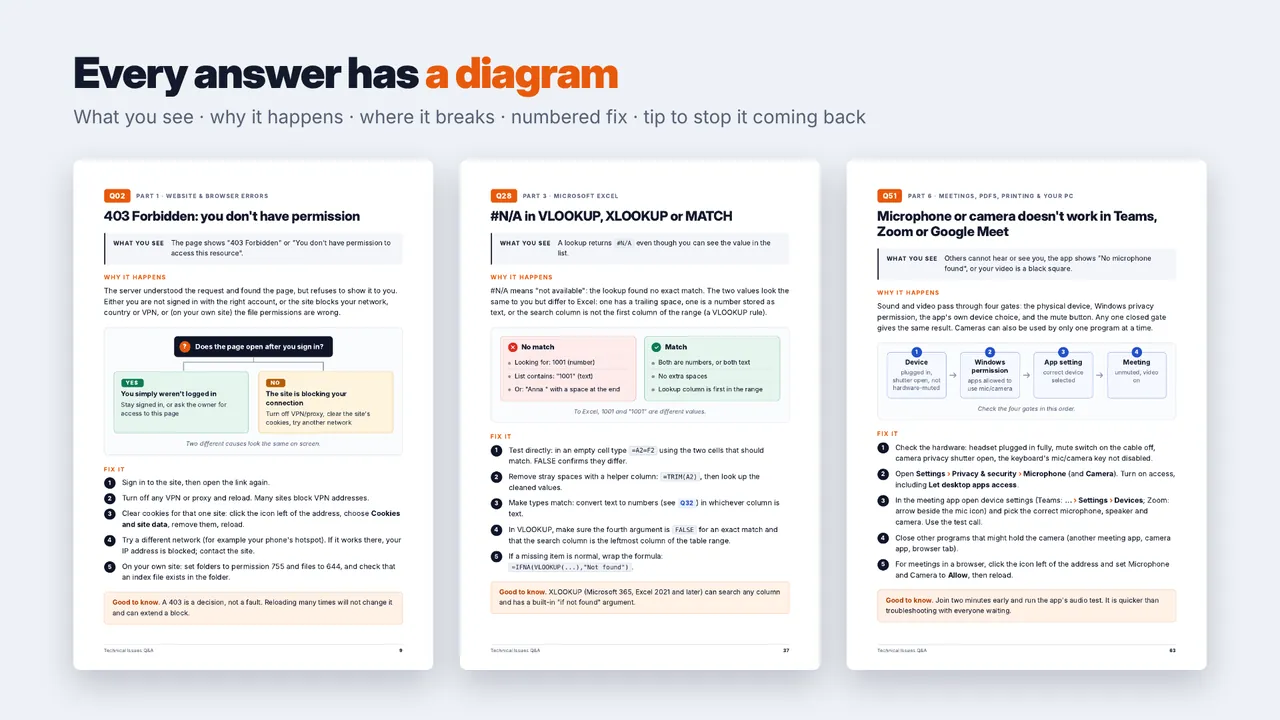 Every answer has a diagram
What you see · why it happens · where it breaks · numbered fix · tip to stop it coming back
Q02 PART 1 · WEBSITE & BROWSER ERRORS
403 Forbidden: you don't have permission
WHAT YOU SEE The page shows "403 Forbidden" or "You don't have permission to
access this resource".
WHY IT HAPPENS
The server understood the request and found the page, but refuses to show it to you.
Either you are not signed in with the right account, or the site blocks your network,
country or VPN, or (on your own site) the file permissions are wrong.
? Does the page open after you sign in?
YES
You simply weren't logged in
Stay signed in, or ask the owner for
access to this page
NO
The site is blocking your
connection
Turn off VPN/proxy, clear the site's
cookies, try another network
Two different causes look the same on screen.
FIX IT
1 Sign in to the site, then open the link again.
2 Turn off any VPN or proxy and reload. Many sites block VPN addresses.
3 Clear cookies for that one site: click the icon left of the address, choose Cookies
and site data, remove them, reload.
4 Try a different network (for example your phone's hotspot). If it works there, your
IP address is blocked; contact the site.
5 On your own site: set folders to permission 755 and files to 644, and check that
an index file exists in the folder.
Good to know. A 403 is a decision, not a fault. Reloading many times will not change it
and can extend a block.
Technical Issues Q&A 9
Q28 PART 3 · MICROSOFT EXCEL
#N/A in VLOOKUP, XLOOKUP or MATCH
WHAT YOU SEE A lookup returns #N/A even though you can see the value in the
list.
WHY IT HAPPENS
#N/A means "not available": the lookup found no exact match. The two values look the
same to you but differ to Excel: one has a trailing space, one is a number stored as
text, or the search column is not the first column of the range (a VLOOKUP rule).
No match
Looking for: 1001 (number)
List contains: "1001" (text)
Or: "Anna " with a space at the end
Match
Both are numbers, or both text
No extra spaces
Lookup column is first in the range
To Excel, 1001 and "1001" are different values.
FIX IT
1 Test directly: in an empty cell type =A2=F2 using the two cells that should
match. FALSE confirms they differ.
2 Remove stray spaces with a helper column: =TRIM(A2), then look up the
cleaned values.
3 Make types match: convert text to numbers (see Q32) in whichever column is
text.
4 In VLOOKUP, make sure the fourth argument is FALSE for an exact match and
that the search column is the leftmost column of the table range.
5 If a missing item is normal, wrap the formula:
=IFNA(VLOOKUP(...),"Not found").
Good to know. XLOOKUP (Microsoft 365, Excel 2021 and later) can search any column
and has a built-in "if not found" argument.
Technical Issues Q&A 37
Q51 PART 6 · MEETINGS, PDFS, PRINTING & YOUR PC
Microphone or camera doesn't work in Teams,
Zoom or Google Meet
WHAT YOU SEE Others cannot hear or see you, the app shows "No microphone
found", or your video is a black square.
WHY IT HAPPENS
Sound and video pass through four gates: the physical device, Windows privacy
permission, the app's own device choice, and the mute button. Any one closed gate
gives the same result. Cameras can also be used by only one program at a time.
1
Device
plugged in,
shutter open, not
hardware-muted
→
2
Windows
permission
apps allowed to
use mic/camera
→
3
App setting
correct device
selected
→
4
Meeting
unmuted, video
on
Check the four gates in this order.
FIX IT
1 Check the hardware: headset plugged in fully, mute switch on the cable off,
camera privacy shutter open, the keyboard's mic/camera key not disabled.
2 Open Settings › Privacy & security › Microphone (and Camera). Turn on access,
including Let desktop apps access.
3 In the meeting app open device settings (Teams: ... › Settings › Devices; Zoom:
arrow beside the mic icon) and pick the correct microphone, speaker and
camera. Use the test call.
4 Close other programs that might hold the camera (another meeting app, camera
app, browser tab).
5 For meetings in a browser, click the icon left of the address and set Microphone
and Camera to Allow, then reload.
Good to know. Join two minutes early and run the app's audio test. It is quicker than
troubleshooting with everyone waiting.
Technical Issues Q&A 63